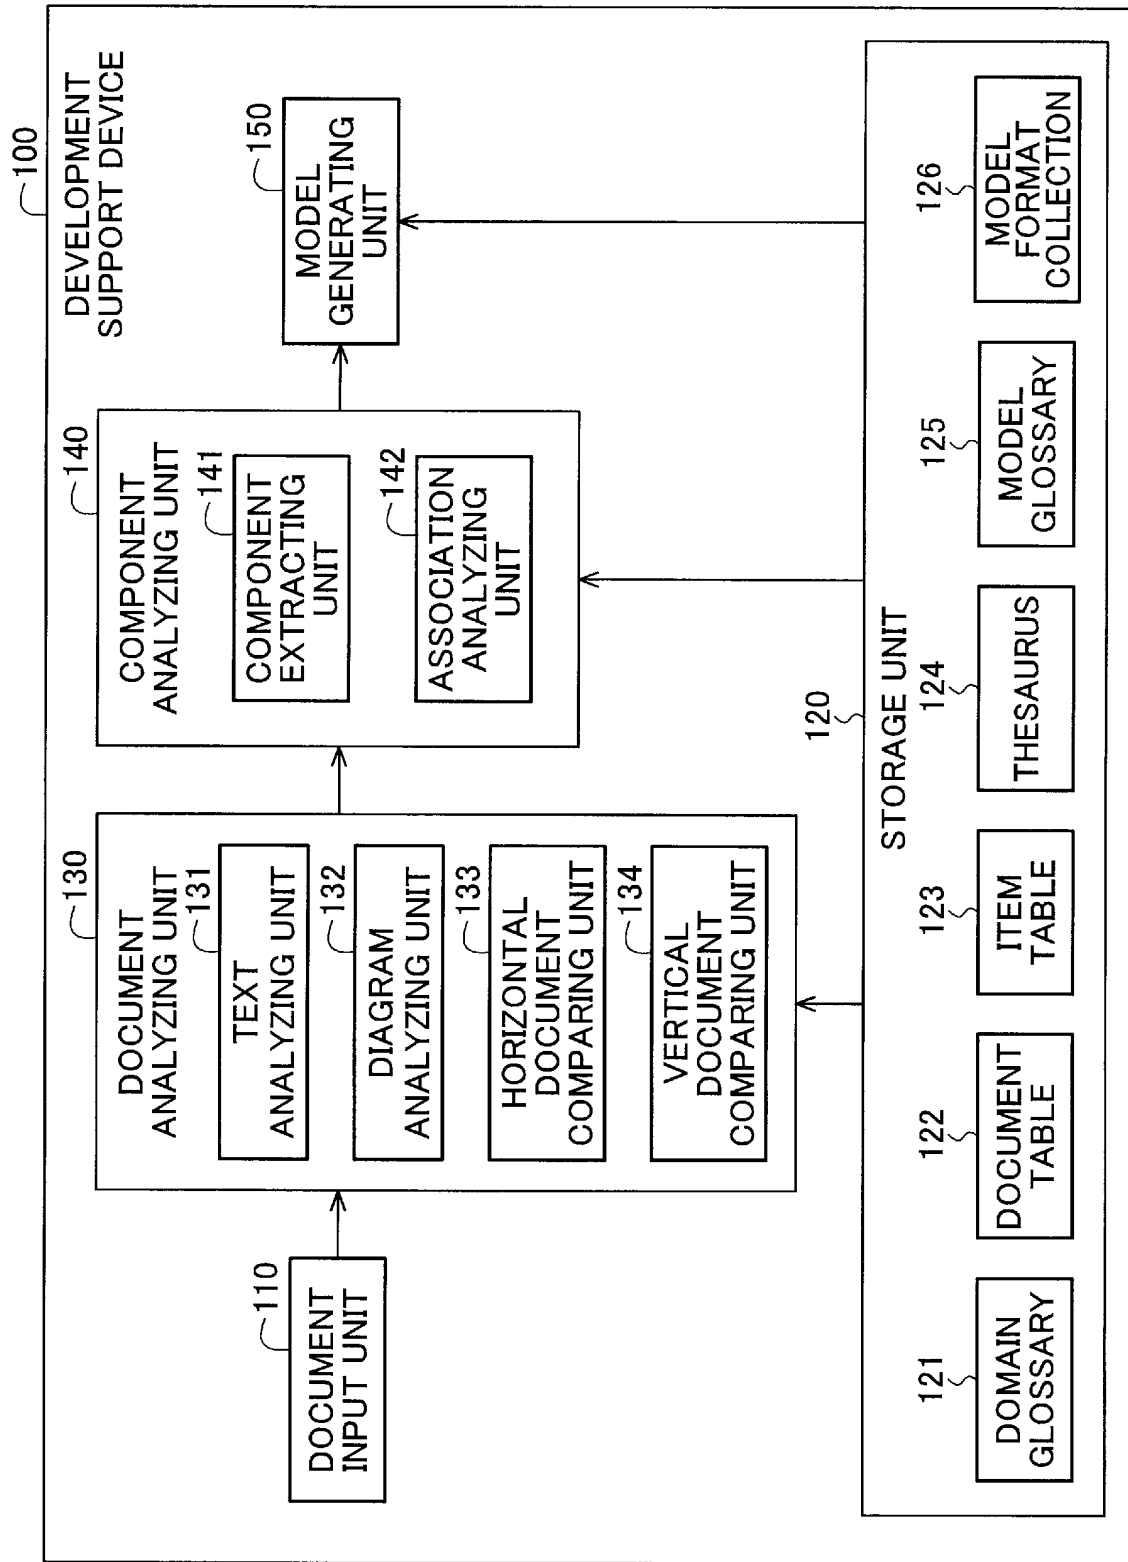 100
DEVELOPMENT
SUPPORT DEVICE
110
DOCUMENT
INPUT UNIT
130
DOCUMENT
ANALYZING UNIT
131
TEXT
ANALYZING UNIT
132
DIAGRAM
ANALYZING UNIT
133
HORIZONTAL
DOCUMENT
COMPARING UNIT
134
VERTICAL
DOCUMENT
COMPARING UNIT
140
COMPONENT
ANALYZING UNIT
141
COMPONENT
EXTRACTING
UNIT
142
ASSOCIATION
ANALYZING
UNIT
150
MODEL
GENERATING
UNIT
120
STORAGE UNIT
121
DOMAIN
GLOSSARY
122
DOCUMENT
TABLE
123
ITEM
TABLE
124
THESAURUS
125
MODEL
GLOSSARY
126
MODEL
FORMAT
COLLECTION